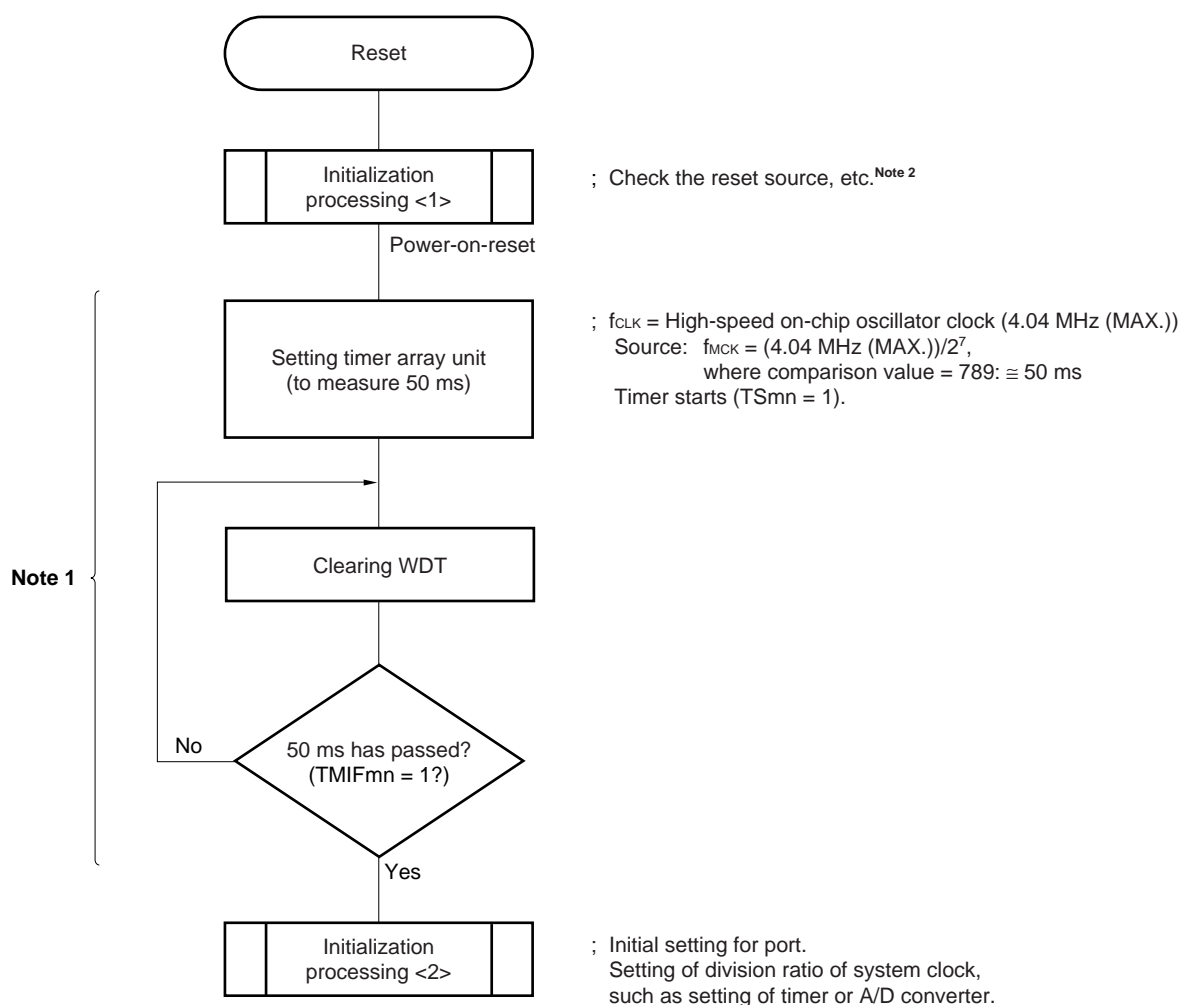 Reset
Initialization
processing <1>
; Check the reset source, etc.Note 2
Power-on-reset
Setting timer array unit
(to measure 50 ms)
; fCLK = High-speed on-chip oscillator clock (4.04 MHz (MAX.))
Source: fMCK = (4.04 MHz (MAX.))/2⁷,
where comparison value = 789: ≅ 50 ms
Timer starts (TSmn = 1).
Clearing WDT
Note 1
No
50 ms has passed?
(TMIFmn = 1?)
Yes
Initialization
processing <2>
; Initial setting for port.
Setting of division ratio of system clock,
such as setting of timer or A/D converter.